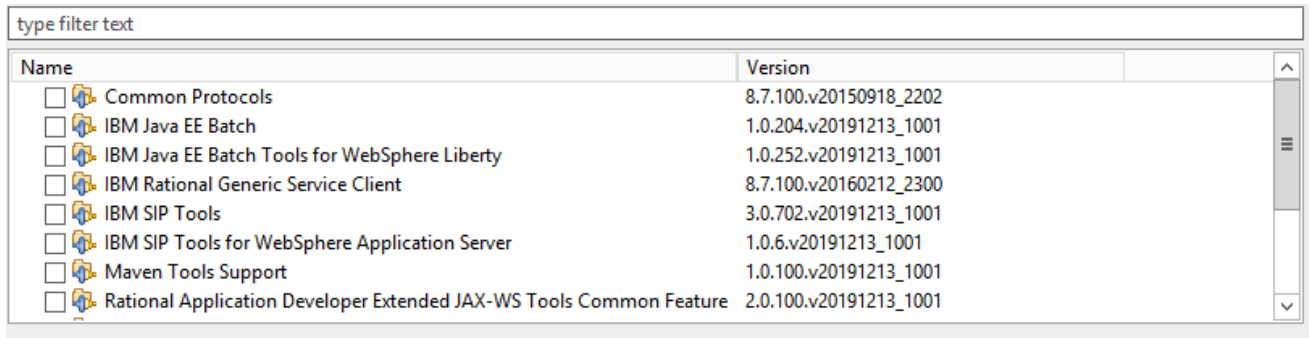 type filter text
Name Version
Common Protocols 8.7.100.v20150918_2202
IBM Java EE Batch 1.0.204.v20191213_1001
IBM Java EE Batch Tools for WebSphere Liberty 1.0.252.v20191213_1001
IBM Rational Generic Service Client 8.7.100.v20160212_2300
IBM SIP Tools 3.0.702.v20191213_1001
IBM SIP Tools for WebSphere Application Server 1.0.6.v20191213_1001
Maven Tools Support 1.0.100.v20191213_1001
Rational Application Developer Extended JAX-WS Tools Common Feature 2.0.100.v20191213_1001